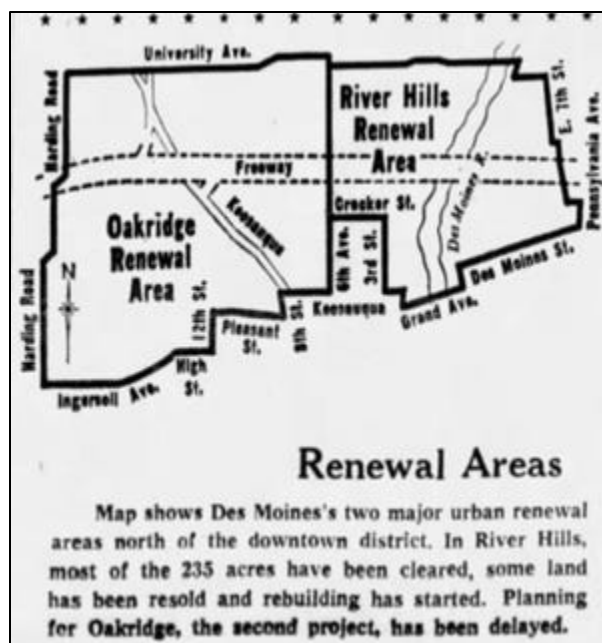 ★ ★ ★ ★ ★ ★ ★ ★ ★ ★ ★ ★ ★
University Ave.
Harding Road
River Hills
Renewal
Area
E. 7th St.
Pennsylvania Ave
Freeway
Crocker St.
Des Moines R.
Oakridge
Renewal
Area
Keosauqua
6th Ave.
3rd St.
Des Moines St.
Harding Road
N
12th St.
Pleasant
St.
8th St.
Keosauqua
Grand Ave.
High
St.
Ingersoll Ave.
Renewal Areas
Map shows Des Moines's two major urban renewal
areas north of the downtown district. In River Hills,
most of the 235 acres have been cleared, some land
has been resold and rebuilding has started. Planning
for Oakridge, the second project, has been delayed.